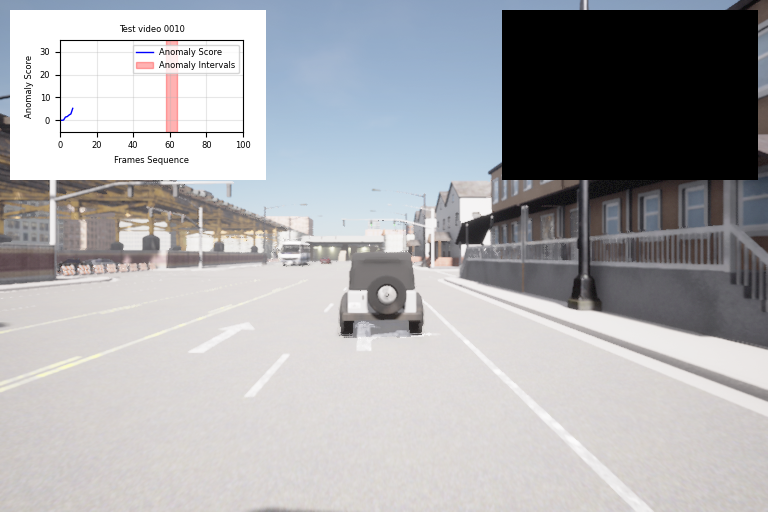 Test video 0010
Anomaly Score
Anomaly Intervals
Anomaly Score
30
20
10
0
0 20 40 60 80 100
Frames Sequence